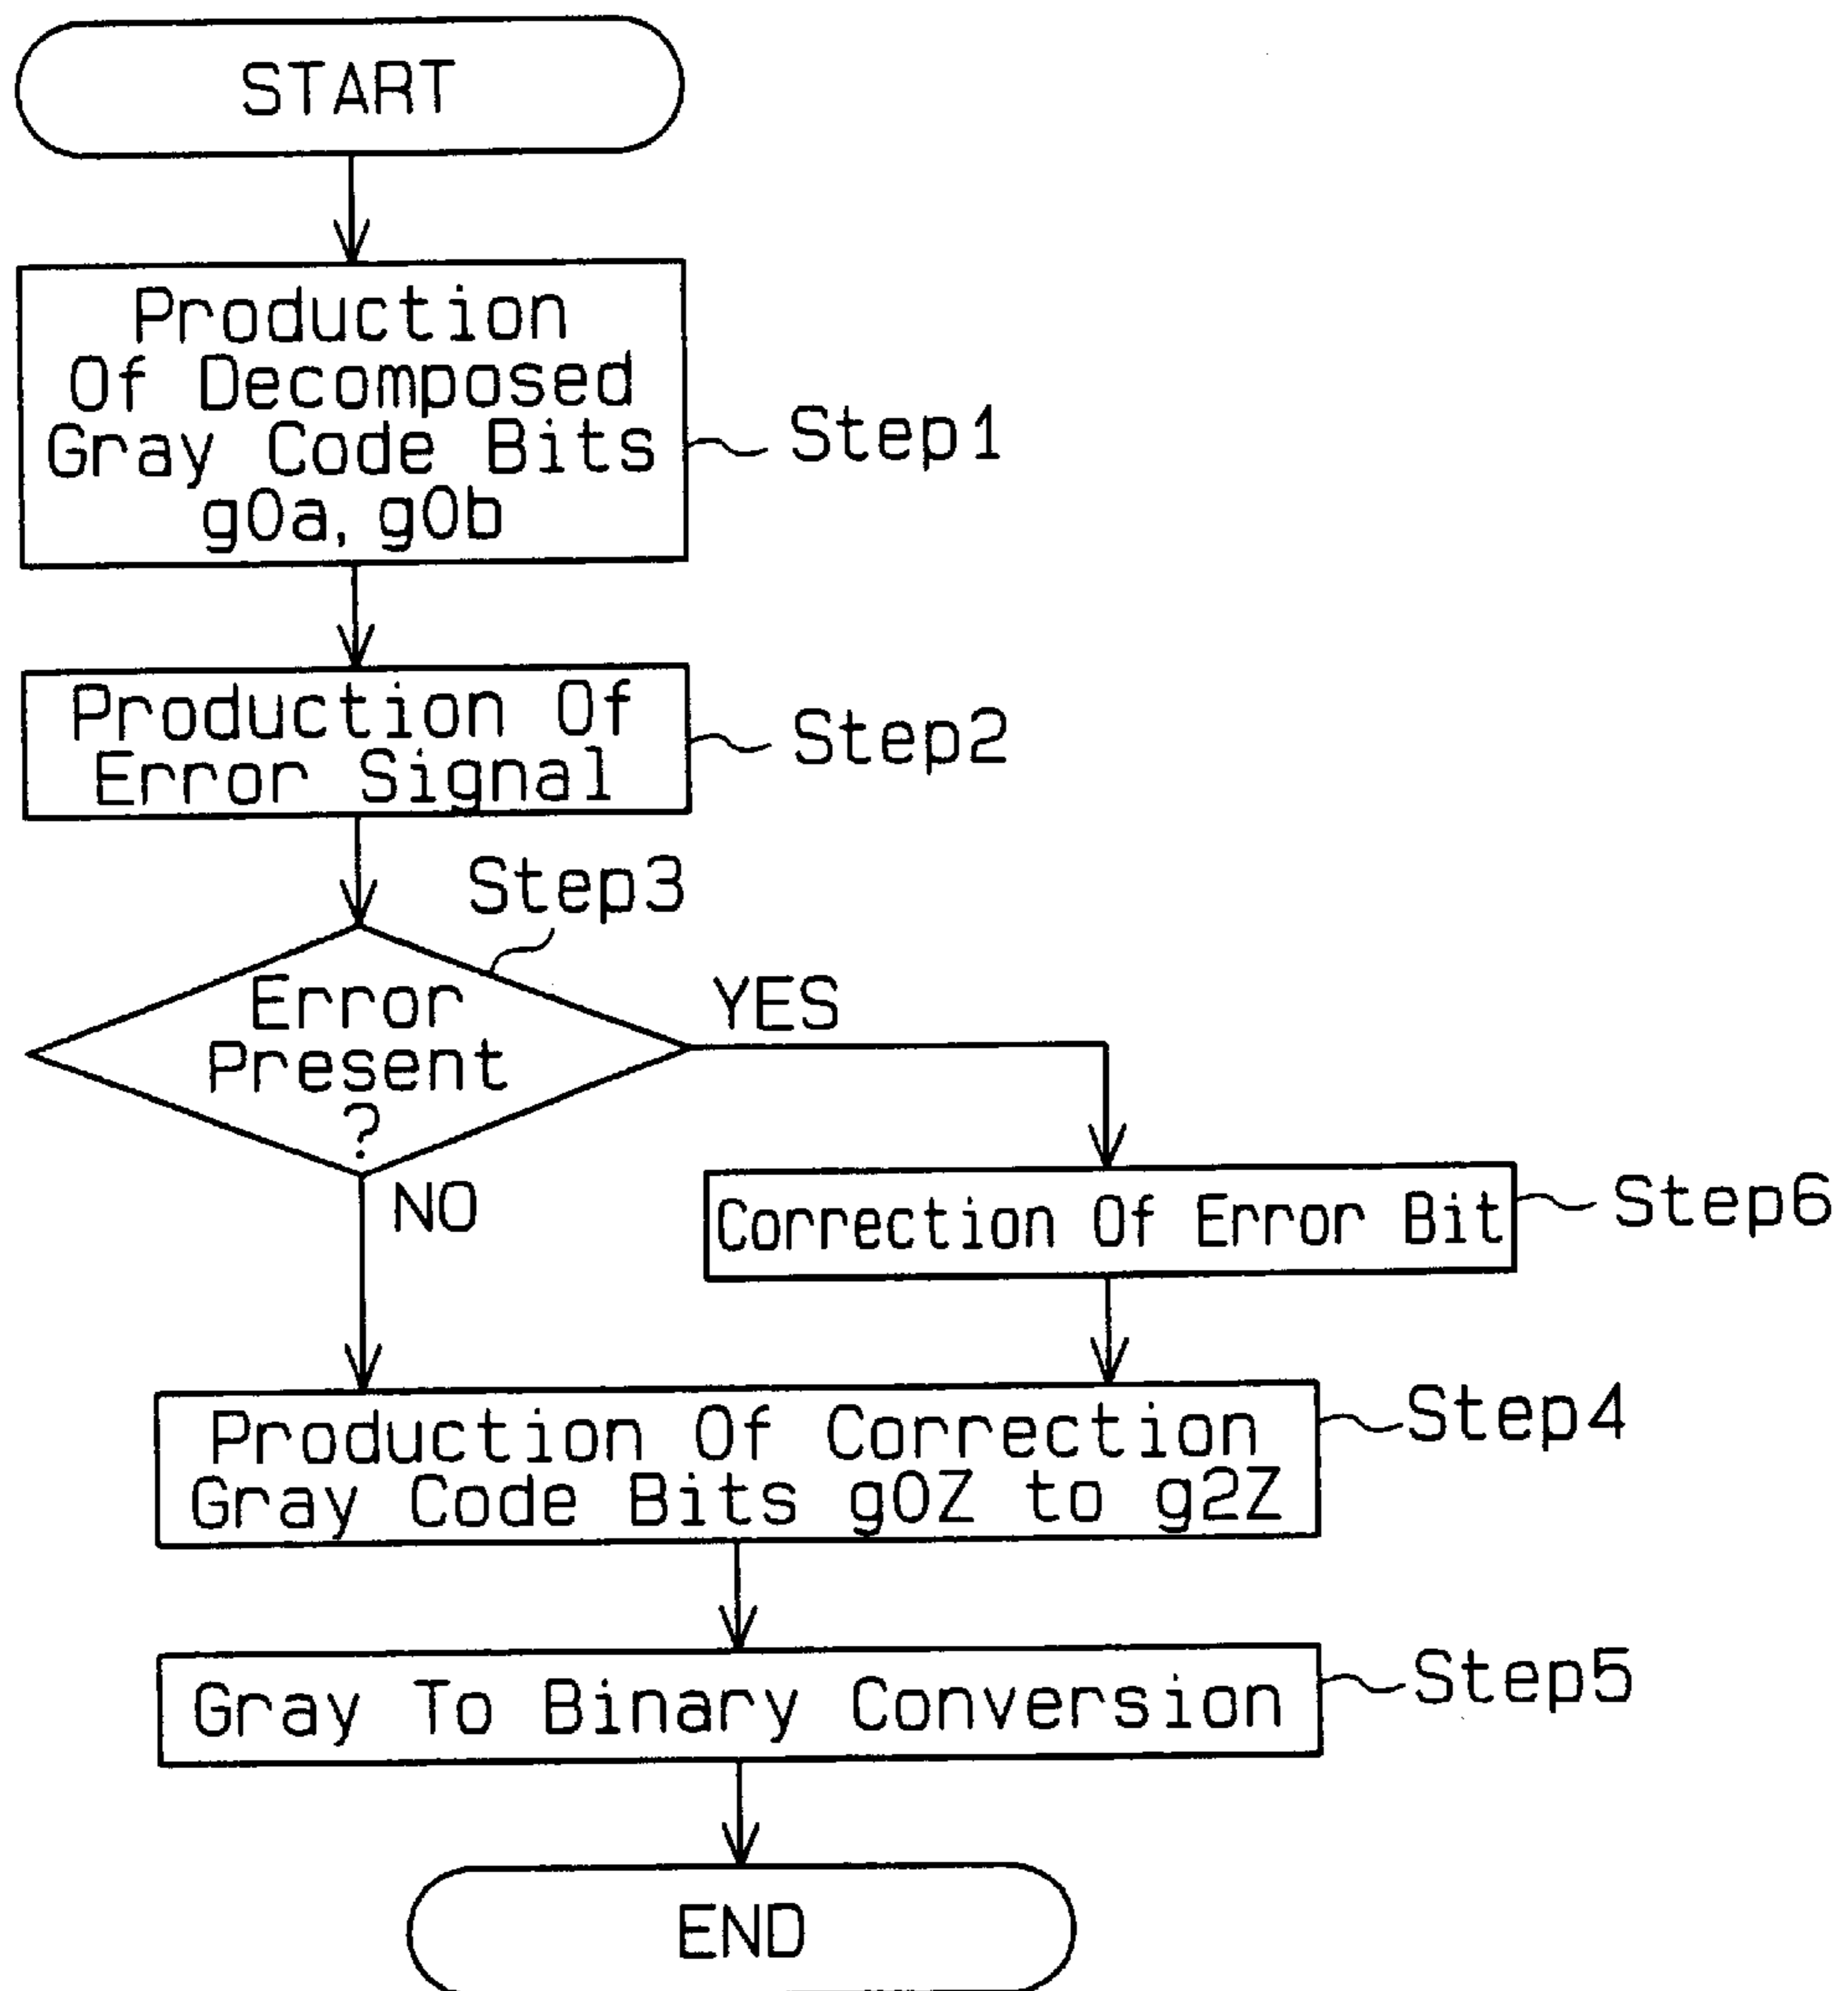 START
Production
Of Decomposed
Gray Code Bits
g0a, g0b
Step1
Production Of
Error Signal
Step2
Step3
Error
Present
?
YES
NO
Correction Of Error Bit
Step6
Production Of Correction
Gray Code Bits g0Z to g2Z
Step4
Gray To Binary Conversion
Step5
END